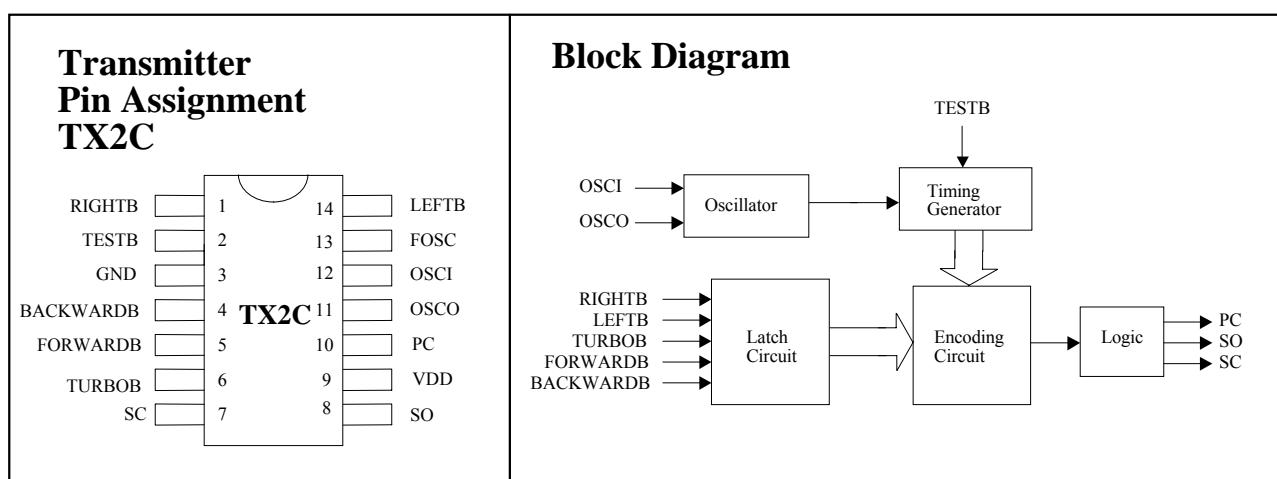 Transmitter
Pin Assignment
TX2C
RIGHTB 1 14 LEFTB
TESTB 2 13 FOSC
GND 3 12 OSCI
BACKWARDB 4 TX2C 11 OSCO
FORWARDB 5 10 PC
TURBOB 6 9 VDD
SC 7 8 SO
Block Diagram
TESTB
OSCI
OSCO
Oscillator
Timing
Generator
RIGHTB
LEFTB
TURBOB
FORWARDB
BACKWARDB
Latch
Circuit
Encoding
Circuit
Logic
PC
SO
SC